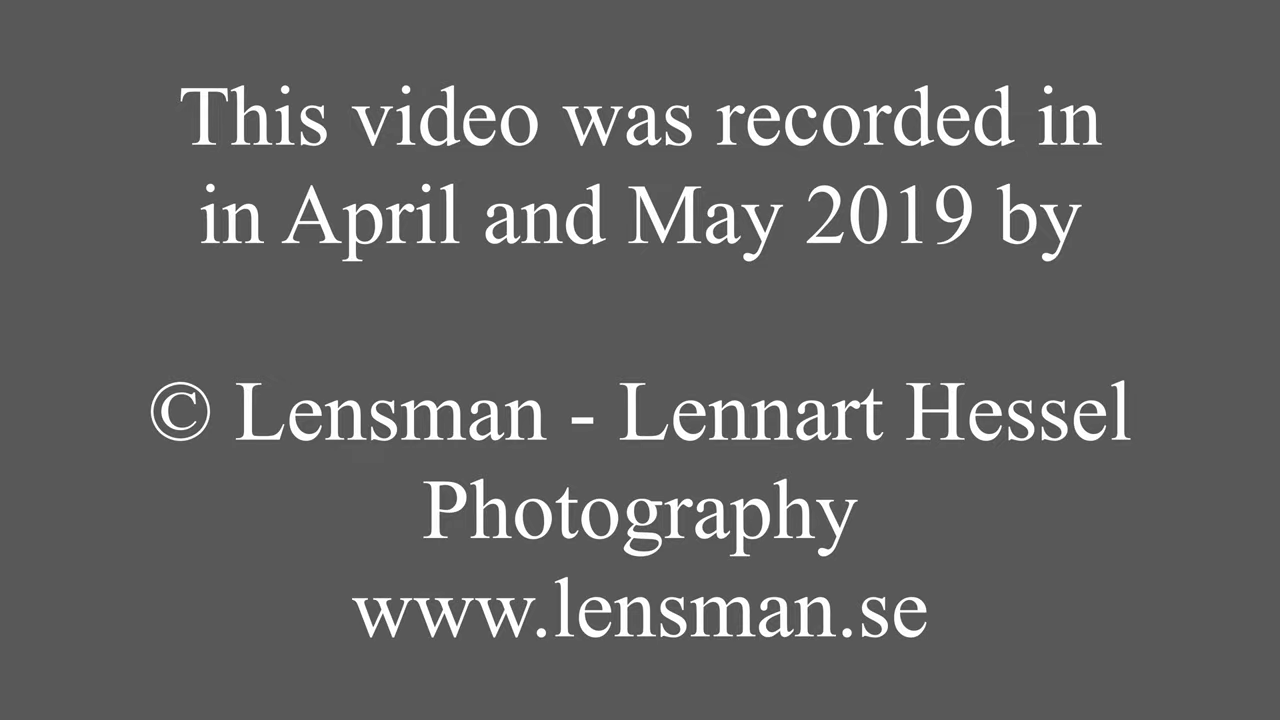 This video was recorded in
in April and May 2019 by
© Lensman - Lennart Hessel
Photography
www.lensman.se